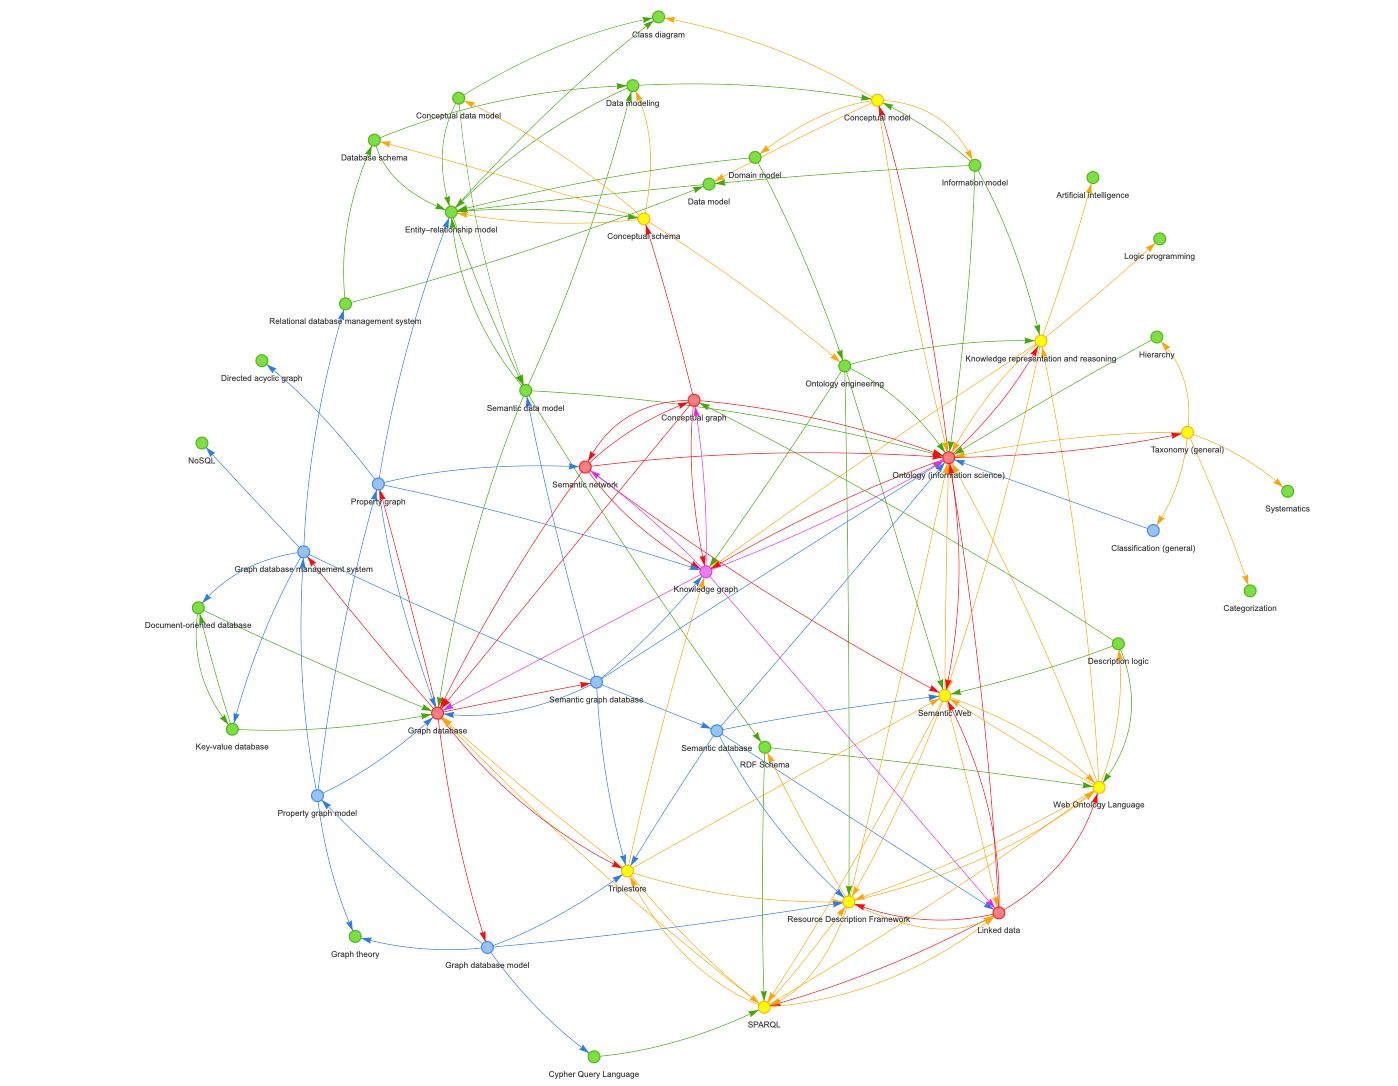 Class diagram
Data modeling
Conceptual data model
Conceptual model
Database schema
Domain model
Information model
Artificial intelligence
Data model
Entity–relationship model
Conceptual schema
Logic programming
Relational database management system
Knowledge representation and reasoning
Hierarchy
Directed acyclic graph
Ontology engineering
Semantic data model
Conceptual graph
Taxonomy (general)
NoSQL
Ontology (information science)
Semantic network
Property graph
Systematics
Classification (general)
Graph database management system
Knowledge graph
Categorization
Document-oriented database
Description logic
Semantic graph database
Semantic Web
Graph database
Key-value database
Semantic database
RDF Schema
Web Ontology Language
Property graph model
Triplestore
Resource Description Framework
Linked data
Graph theory
Graph database model
SPARQL
Cypher Query Language